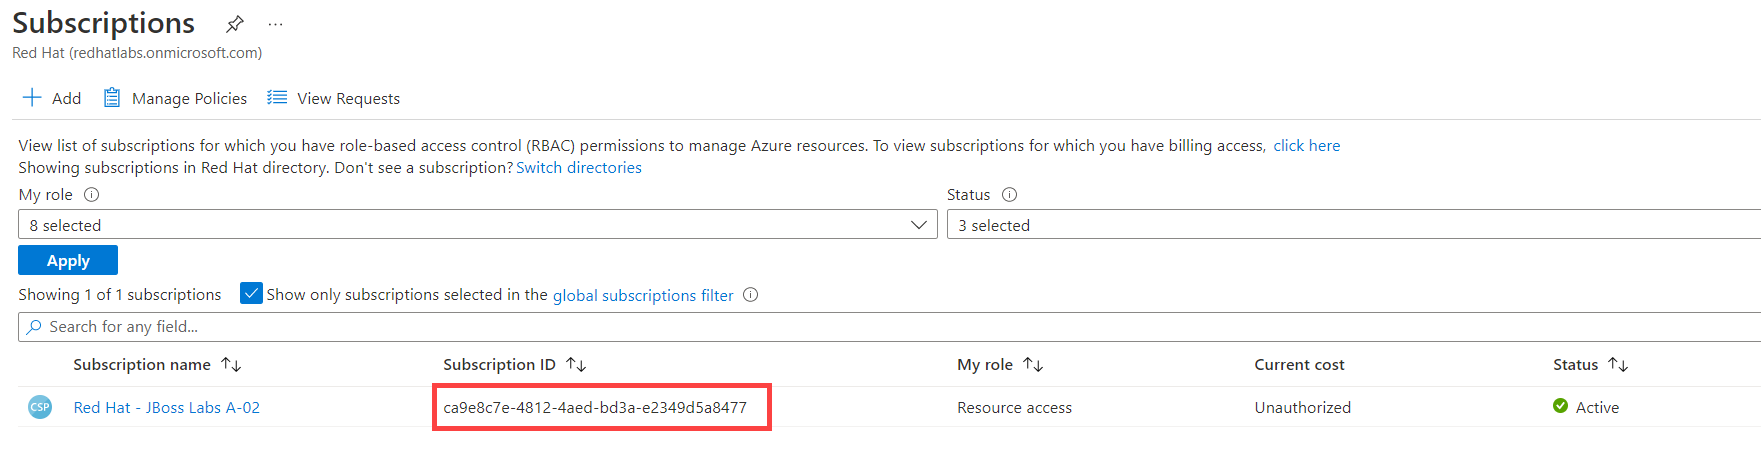 Subscriptions ...
Red Hat (redhatlabs.onmicrosoft.com)
Add Manage Policies View Requests
View list of subscriptions for which you have role-based access control (RBAC) permissions to manage Azure resources. To view subscriptions for which you have billing access, click here
Showing subscriptions in Red Hat directory. Don't see a subscription? Switch directories
My role Status
8 selected 3 selected
Apply
Showing 1 of 1 subscriptions Show only subscriptions selected in the global subscriptions filter
Search for any field...
Subscription name Subscription ID My role Current cost Status
CSP Red Hat - JBoss Labs A-02 ca9e8c7e-4812-4aed-bd3a-e2349d5a8477 Resource access Unauthorized Active